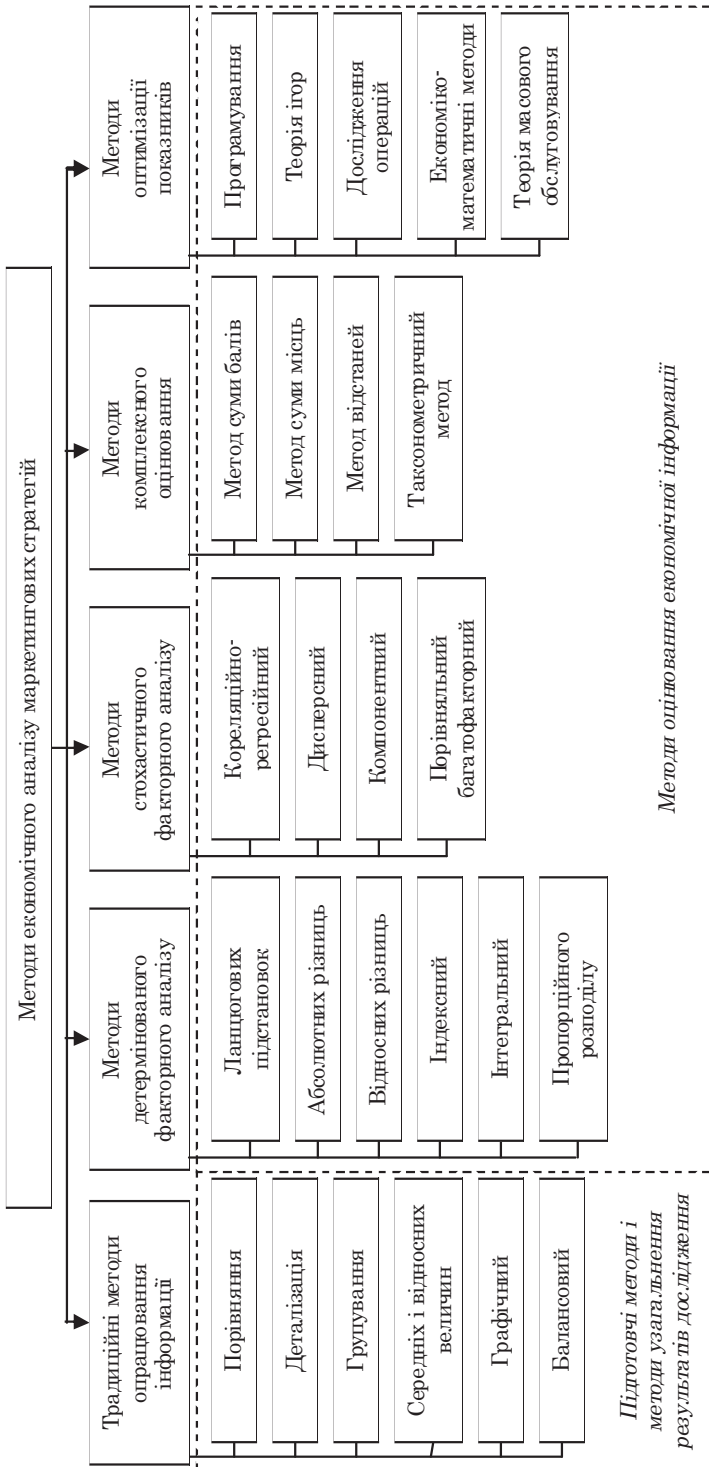 Методи економічного аналізу маркетингових стратегій
Традиційні методи
опрацювання
інформації
Порівняння
Деталізація
Групування
Середніх і відносних
величин
Графічний
Балансовий
Підготовчі методи і
методи узагальнення
результатів дослідження
Методи
детермінованого
факторного аналізу
Ланцюгових
підстановок
Абсолютних різниць
Відносних різниць
Індексний
Інтегральний
Пропорційного
розподілу
Методи
стохастичного
факторного аналізу
Кореляційно-
регресійний
Дисперсний
Компонентний
Порівняльний
багатофакторний
Методи
комплексного
оцінювання
Метод суми балів
Метод суми місць
Метод відстаней
Таксонометричний
метод
Методи
оптимізації
показників
Програмування
Теорія ігор
Дослідження
операцій
Економіко-
математичні методи
Теорія масового
обслуговування
Методи оцінювання економічної інформації